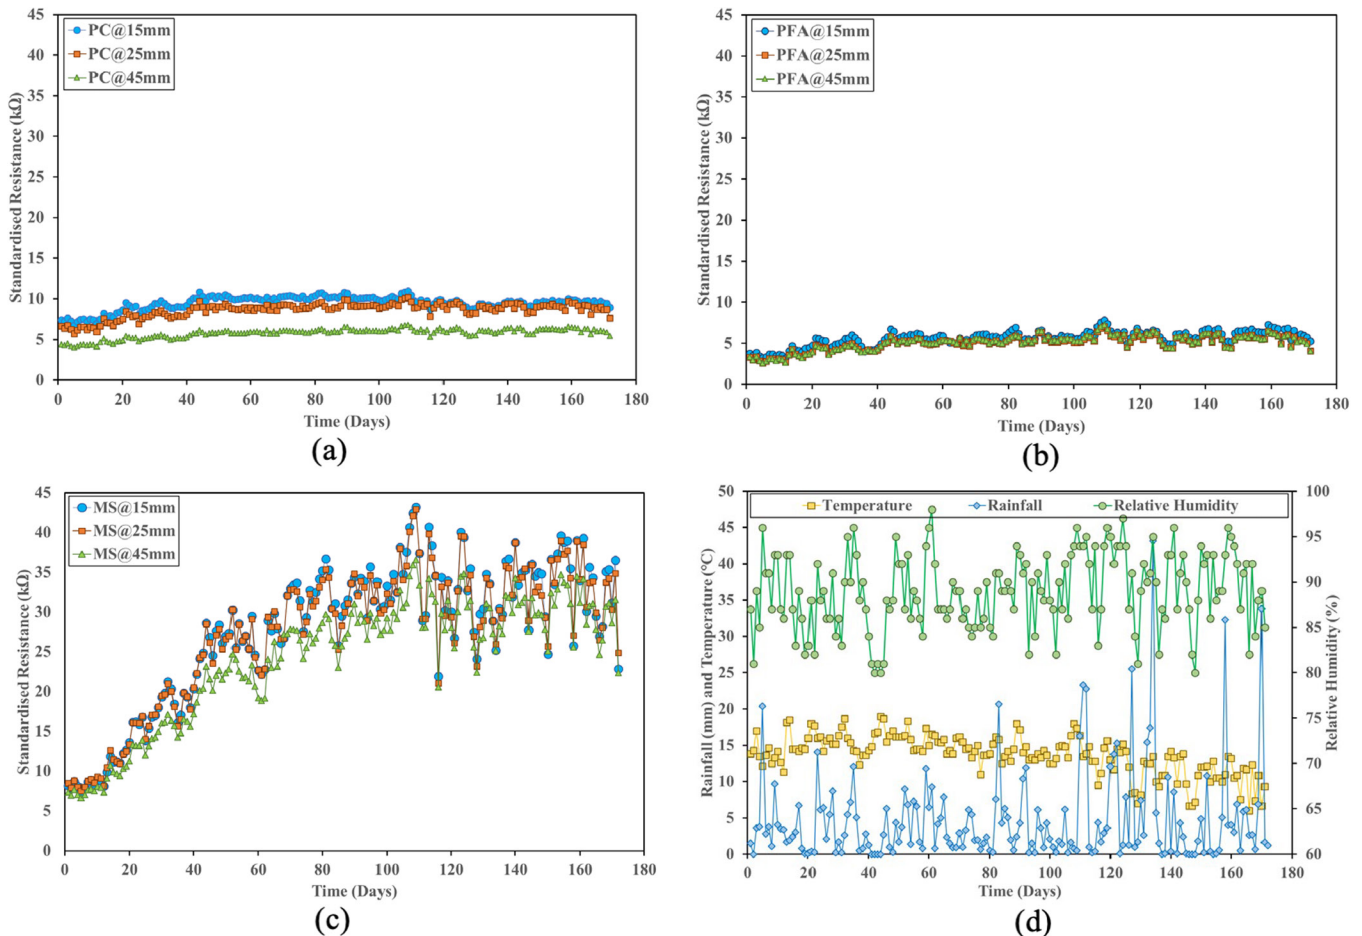 45
40
35
30
25
20
15
10
5
0
Standardised Resistance (kΩ)
PC@15mm
PC@25mm
PC@45mm
0 20 40 60 80 100 120 140 160 180
Time (Days)
(a)
45
40
35
30
25
20
15
10
5
0
Standardised Resistance (kΩ)
PFA@15mm
PFA@25mm
PFA@45mm
0 20 40 60 80 100 120 140 160 180
Time (Days)
(b)
45
40
35
30
25
20
15
10
5
0
Standardised Resistance (kΩ)
MS@15mm
MS@25mm
MS@45mm
0 20 40 60 80 100 120 140 160 180
Time (Days)
(c)
50
45
40
35
30
25
20
15
10
5
0
Rainfall (mm) and Temperature (°C)
Temperature Rainfall Relative Humidity
100
95
90
85
80
75
70
65
60
Relative Humidity (%)
0 20 40 60 80 100 120 140 160 180
Time (Days)
(d)